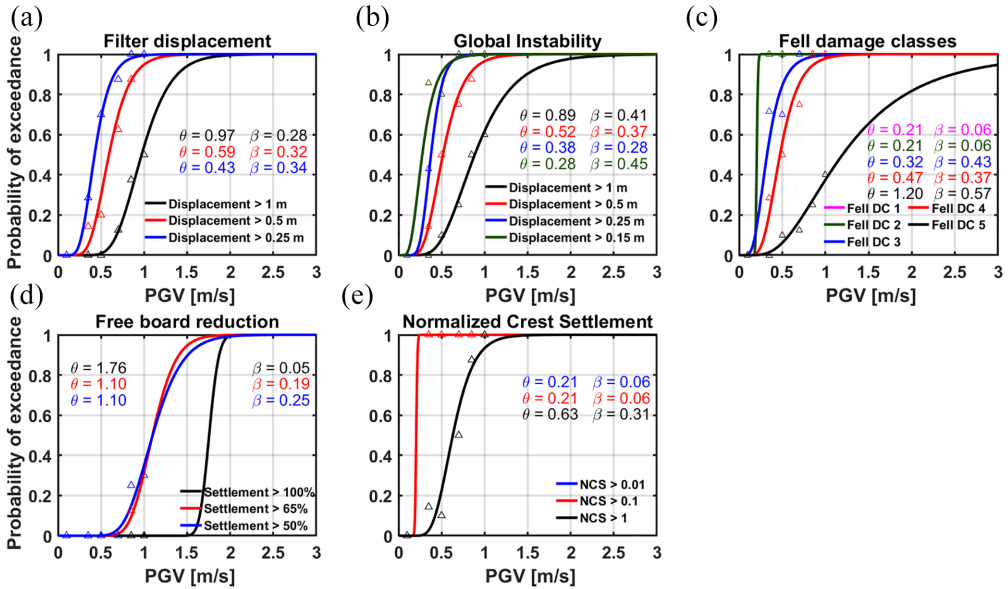 (a)
Filter displacement
Probability of exceedance
1
0.8
0.6
0.4
0.2
0
θ = 0.97 β = 0.28
θ = 0.59 β = 0.32
θ = 0.43 β = 0.34
Displacement > 1 m
Displacement > 0.5 m
Displacement > 0.25 m
0 0.5 1 1.5 2 2.5 3
PGV [m/s]
(b)
Global Instability
1
0.8
0.6
0.4
0.2
0
θ = 0.89 β = 0.41
θ = 0.52 β = 0.37
θ = 0.38 β = 0.28
θ = 0.28 β = 0.45
Displacement > 1 m
Displacement > 0.5 m
Displacement > 0.25 m
Displacement > 0.15 m
0 0.5 1 1.5 2 2.5 3
PGV [m/s]
(c)
Fell damage classes
1
0.8
0.6
0.4
0.2
0
θ = 0.21 β = 0.06
θ = 0.21 β = 0.06
θ = 0.32 β = 0.43
θ = 0.47 β = 0.37
θ = 1.20 β = 0.57
Fell DC 1 Fell DC 4
Fell DC 2 Fell DC 5
Fell DC 3
0 0.5 1 1.5 2 2.5 3
PGV [m/s]
(d)
Free board reduction
Probability of exceedance
1
0.8
0.6
0.4
0.2
0
θ = 1.76 β = 0.05
θ = 1.10 β = 0.19
θ = 1.10 β = 0.25
Settlement > 100%
Settlement > 65%
Settlement > 50%
0 0.5 1 1.5 2 2.5 3
PGV [m/s]
(e)
Normalized Crest Settlement
1
0.8
0.6
0.4
0.2
0
θ = 0.21 β = 0.06
θ = 0.21 β = 0.06
θ = 0.63 β = 0.31
NCS > 0.01
NCS > 0.1
NCS > 1
0 0.5 1 1.5 2 2.5 3
PGV [m/s]